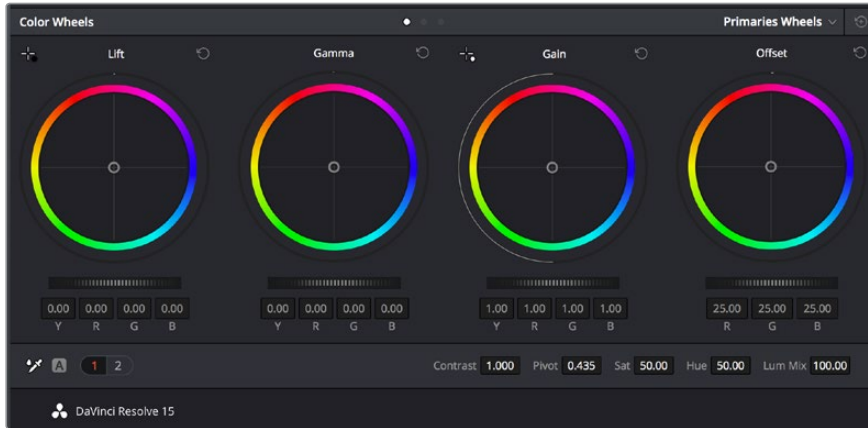 Color Wheels Primaries Wheels
Lift Gamma Gain Offset
0.00 0.00 0.00 0.00 0.00 0.00 0.00 0.00 1.00 1.00 1.00 1.00 25.00 25.00 25.00
Y R G B Y R G B Y R G B R G B
A 1 2 Contrast 1.000 Pivot 0.435 Sat 50.00 Hue 50.00 Lum Mix 100.00
DaVinci Resolve 15